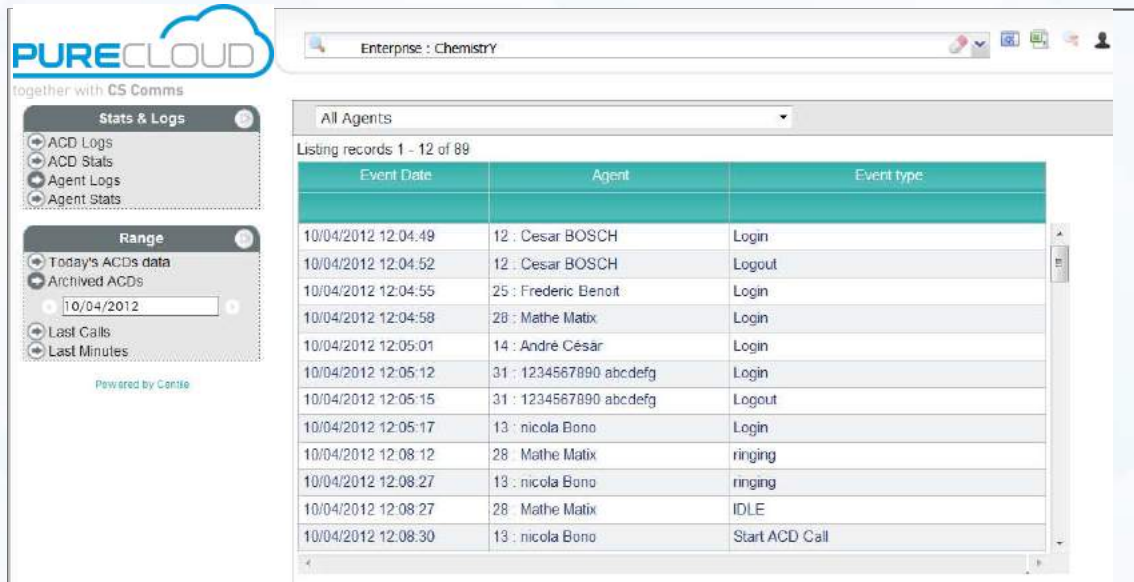 PURECLOUD
together with CS Comms
Enterprise : ChemistrY
Stats & Logs
ACD Logs
ACD Stats
Agent Logs
Agent Stats
Range
Today's ACDs data
Archived ACDs
10/04/2012
Last Calls
Last Minutes
Powered by Centile
All Agents
Listing records 1 - 12 of 89
Event Date Agent Event type
10/04/2012 12:04:49 12 : Cesar BOSCH Login
10/04/2012 12:04:52 12 : Cesar BOSCH Logout
10/04/2012 12:04:55 25 : Frederic Benoit Login
10/04/2012 12:04:58 28 : Mathe Matix Login
10/04/2012 12:05:01 14 : André César Login
10/04/2012 12:05:12 31 : 1234567890 abcdefg Login
10/04/2012 12:05:15 31 : 1234567890 abcdefg Logout
10/04/2012 12:05:17 13 : nicola Bono Login
10/04/2012 12:08:12 28 : Mathe Matix ringing
10/04/2012 12:08:27 13 : nicola Bono ringing
10/04/2012 12:08:27 28 : Mathe Matix IDLE
10/04/2012 12:08:30 13 : nicola Bono Start ACD Call